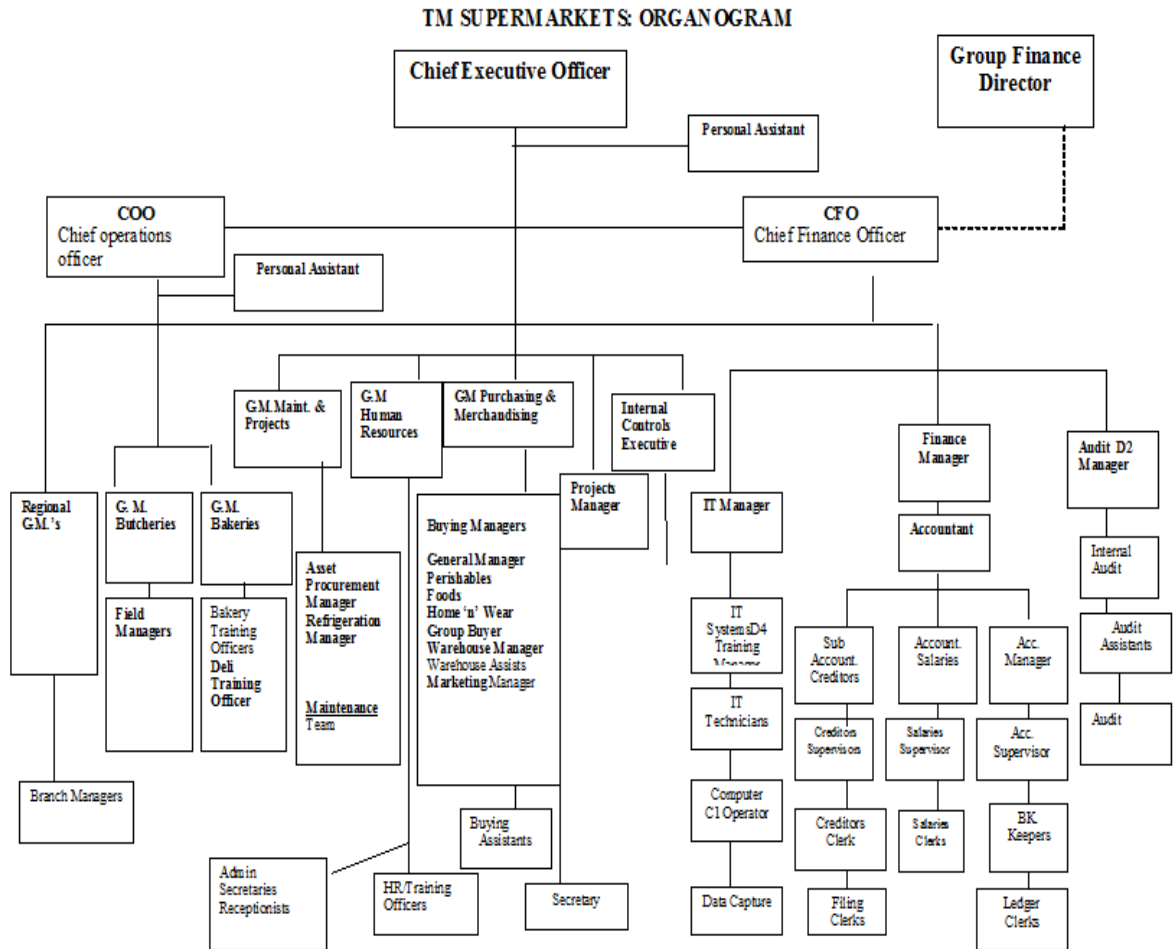 TM SUPERMARKETS: ORGANOGRAM
Chief Executive Officer
Group Finance
Director
Personal Assistant
COO
Chief operations
officer
CFO
Chief Finance Officer
Personal Assistant
G.M.Maint. &
Projects
G.M
Human
Resources
GM Purchasing &
Merchandising
Internal
Controls
Executive
Projects
Manager
Regional
G.M.'s
G. M.
Butcheries
G.M.
Bakeries
IT Manager
Finance
Manager
Audit D2
Manager
Accountant
Internal
Audit
Field
Managers
Bakery
Training
Officers
Deli
Training
Officer
Asset
Procurement
Manager
Refrigeration
Manager
Maintenance
Team
Buying Managers
General Manager
Perishables
Foods
Home 'n' Wear
Group Buyer
Warehouse Manager
Warehouse Assists
Marketing Manager
IT
SystemsD4
Training
Sub
Account.
Creditors
Account.
Salaries
Acc.
Manager
Audit
Assistants
IT
Technicians
Creditors
Supervisors
Salaries
Supervisor
Acc.
Supervisor
Audit
Branch Managers
Computer
C1 Operator
Creditors
Clerk
Salaries
Clerks
BK.
Keepers
Buying
Assistants
Admin
Secretaries
Receptionists
HR/Training
Officers
Secretary
Data Capture
Filing
Clerks
Ledger
Clerks